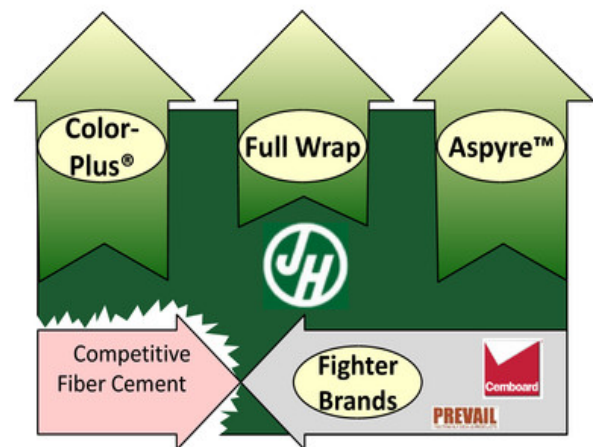 Color-
Plus®
Full Wrap
Aspyre™
JH
Competitive
Fiber Cement
Fighter
Brands
Cemboard
PREVAIL